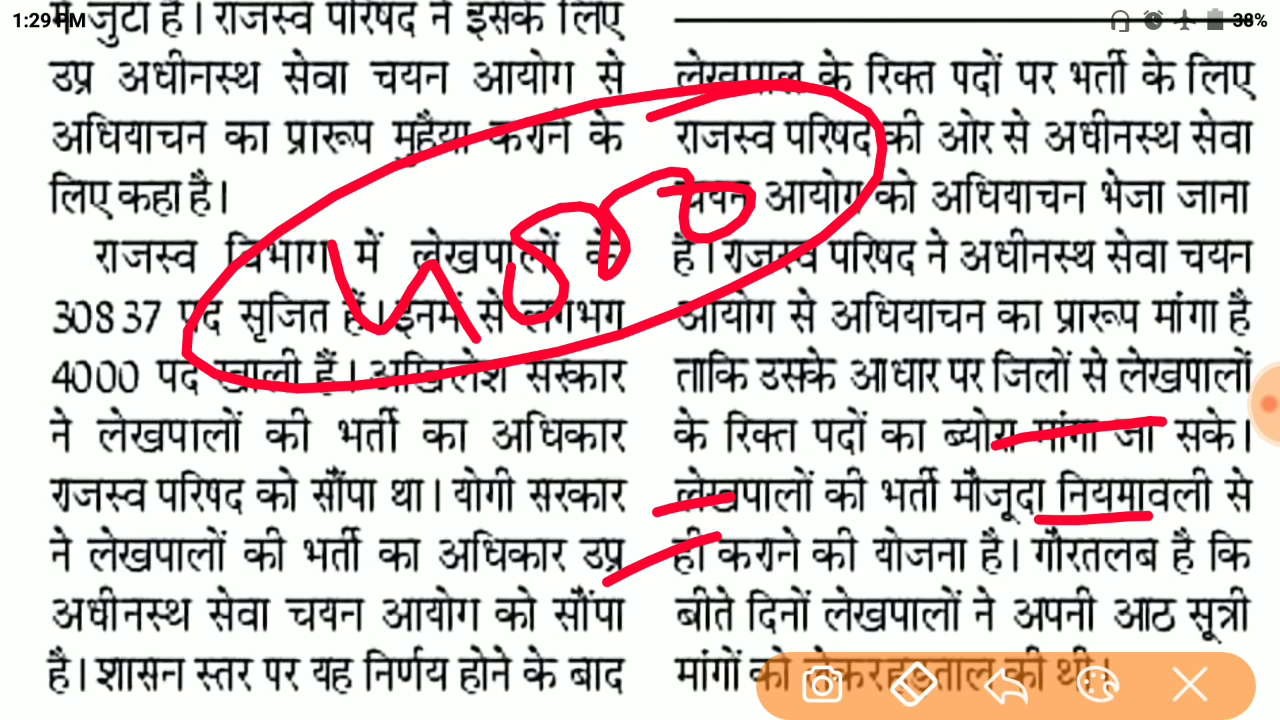 1:29 PM
38%
में जुटा है। राजस्व परिषद ने इसके लिए
उप्र अधीनस्थ सेवा चयन आयोग से
अधियाचन का प्रारूप मुहैया कराने के
लिए कहा है।
राजस्व विभाग में लेखपालों के
30837 पद सृजित हैं। इनमें से लगभग
4000 पद खाली हैं। अखिलेश सरकार
ने लेखपालों की भर्ती का अधिकार
राजस्व परिषद को सौंपा था। योगी सरकार
ने लेखपालों की भर्ती का अधिकार उप्र
अधीनस्थ सेवा चयन आयोग को सौंपा
है। शासन स्तर पर यह निर्णय होने के बाद
लेखपाल के रिक्त पदों पर भर्ती के लिए
राजस्व परिषद की ओर से अधीनस्थ सेवा
चयन आयोग को अधियाचन भेजा जाना
है। राजस्व परिषद ने अधीनस्थ सेवा चयन
आयोग से अधियाचन का प्रारूप मांगा है
ताकि उसके आधार पर जिलों से लेखपालों
के रिक्त पदों का ब्योरा मांगा जा सके।
लेखपालों की भर्ती मौजूदा नियमावली से
ही कराने की योजना है। गौरतलब है कि
बीते दिनों लेखपालों ने अपनी आठ सूत्री
मांगों को लेकर हड़ताल की थी।
4000